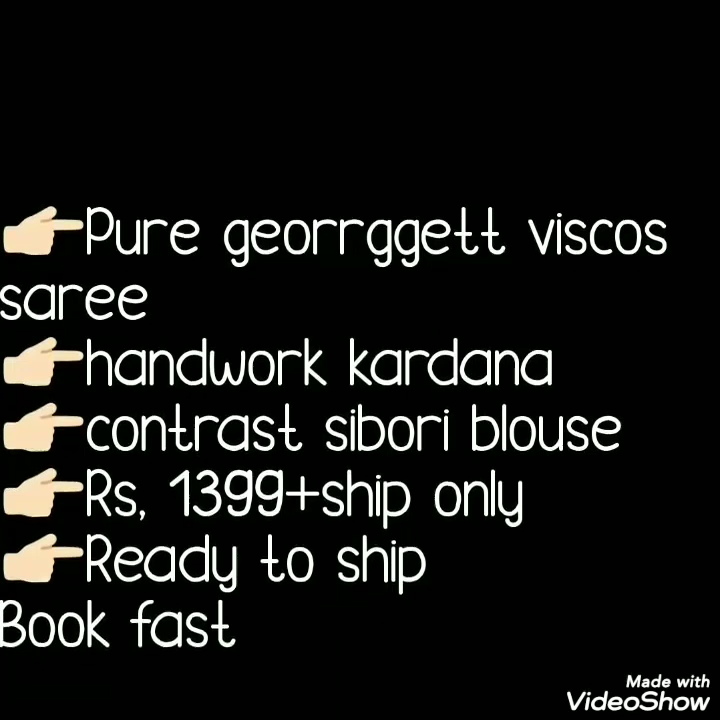 👉🏻Pure georrggett viscos
saree
👉🏻handwork kardana
👉🏻contrast sibori blouse
👉🏻Rs, 1399+ship only
👉🏻Ready to ship
Book fast
Made with
VideoShow